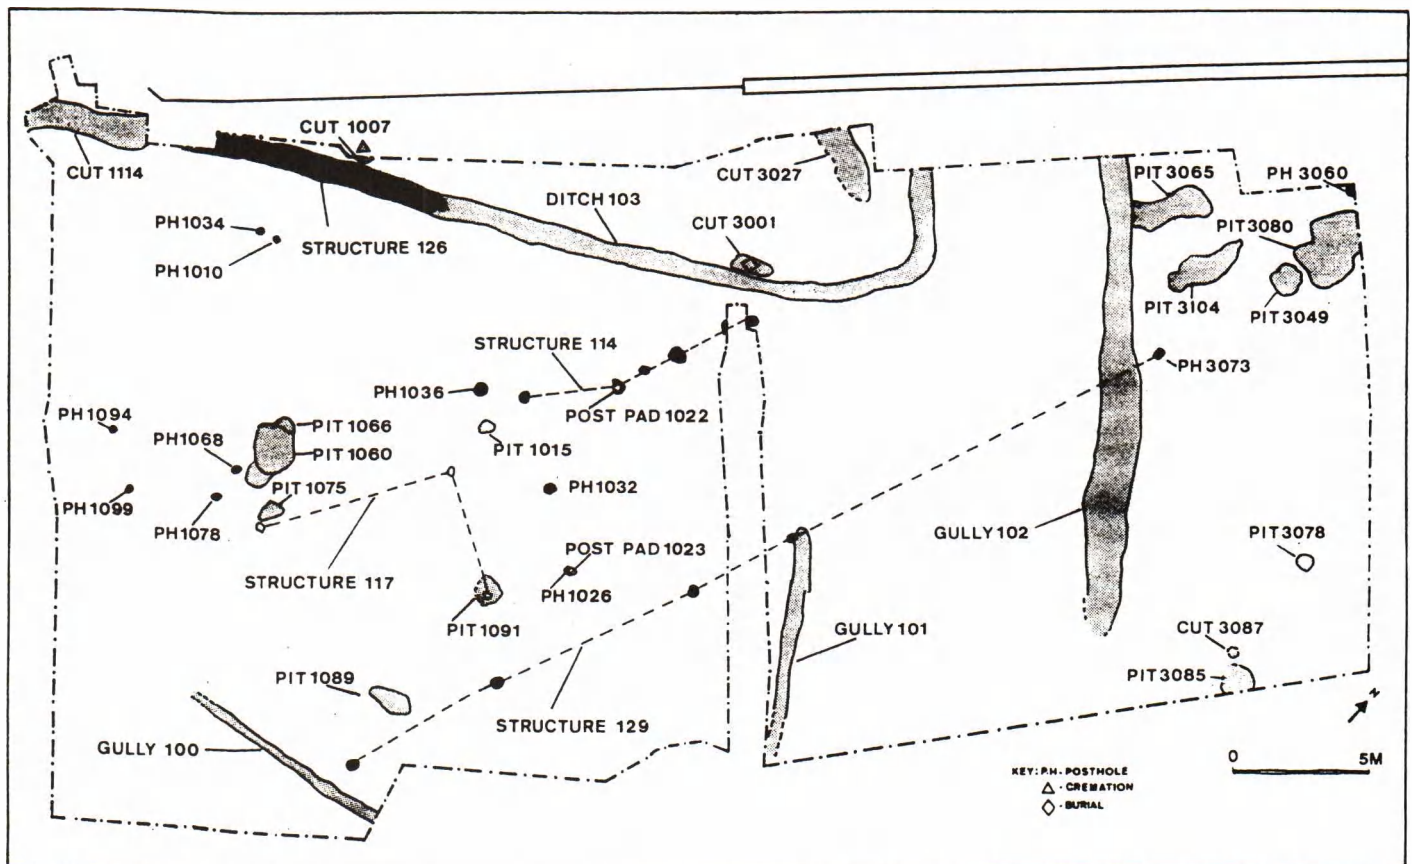 CUT 1007
CUT 1114
CUT 3027
PIT 3065
PH 3060
DITCH 103
PH1034
STRUCTURE 126
CUT 3001
PIT 3080
PH1010
PIT 3104
PIT 3049
STRUCTURE 114
PH1036
PH3073
POST PAD 1022
PH1094
PIT 1066
PH1068
PIT 1060
PIT 1015
PIT 1075
PH1032
PH1099
PH1078
GULLY 102
PIT 3078
POST PAD 1023
STRUCTURE 117
PH1026
PIT 1091
GULLY 101
CUT 3087
PIT 1089
PIT 3085
N
STRUCTURE 129
GULLY 100
0 5M
KEY: P.H. - POSTHOLE
- CREMATION
- BURIAL